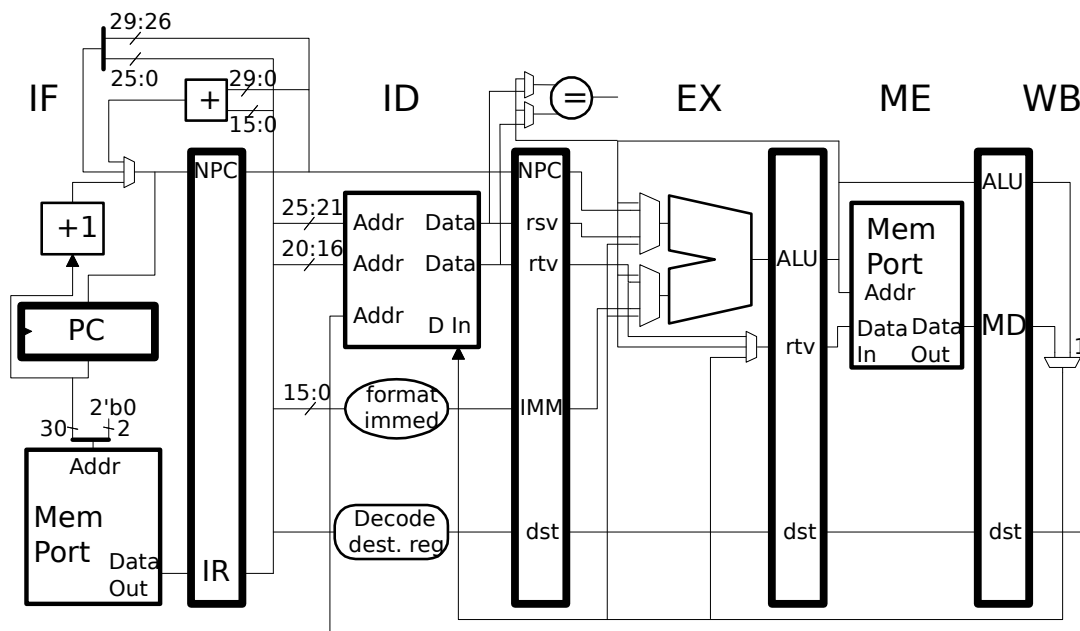 29:26
25:0
IF
+
29:0
15:0
ID
=
EX
ME
WB
NPC
NPC
ALU
+1
25:21
Addr
Data
rsv
20:16
Addr
Data
rtv
ALU
Mem
Port
Addr
PC
Addr
D In
Data
In
Data
Out
MD
rtv
1
15:0
format
immed
IMM
2'b0
30
2
Addr
Mem
Port
Data
Out
IR
Decode
dest. reg
dst
dst
dst